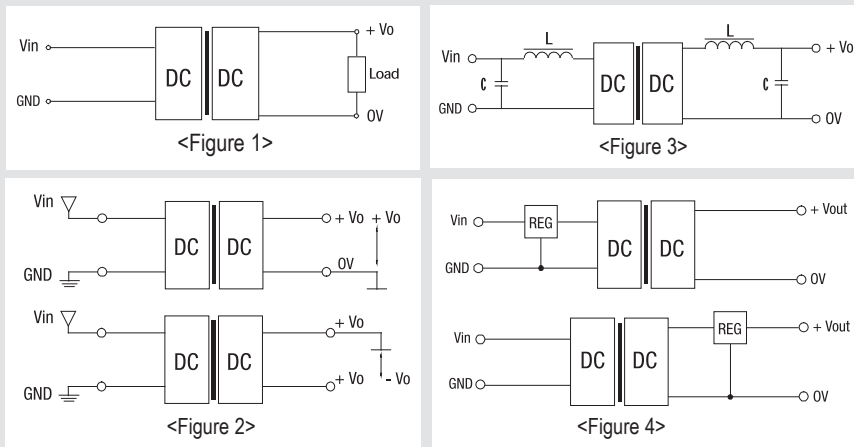 Vin
DC DC
+ Vo
Load
GND
0V
<Figure 1>
Vin
DC DC
+ Vo + Vo
GND
0V
Vin
DC DC
+ Vo
GND
+ Vo
- Vo
<Figure 2>
L L
Vin
C
DC DC
C
+ Vo
GND
0V
<Figure 3>
Vin
REG
DC DC
+ Vout
GND
0V
Vin
DC DC
REG
+ Vout
GND
0V
<Figure 4>